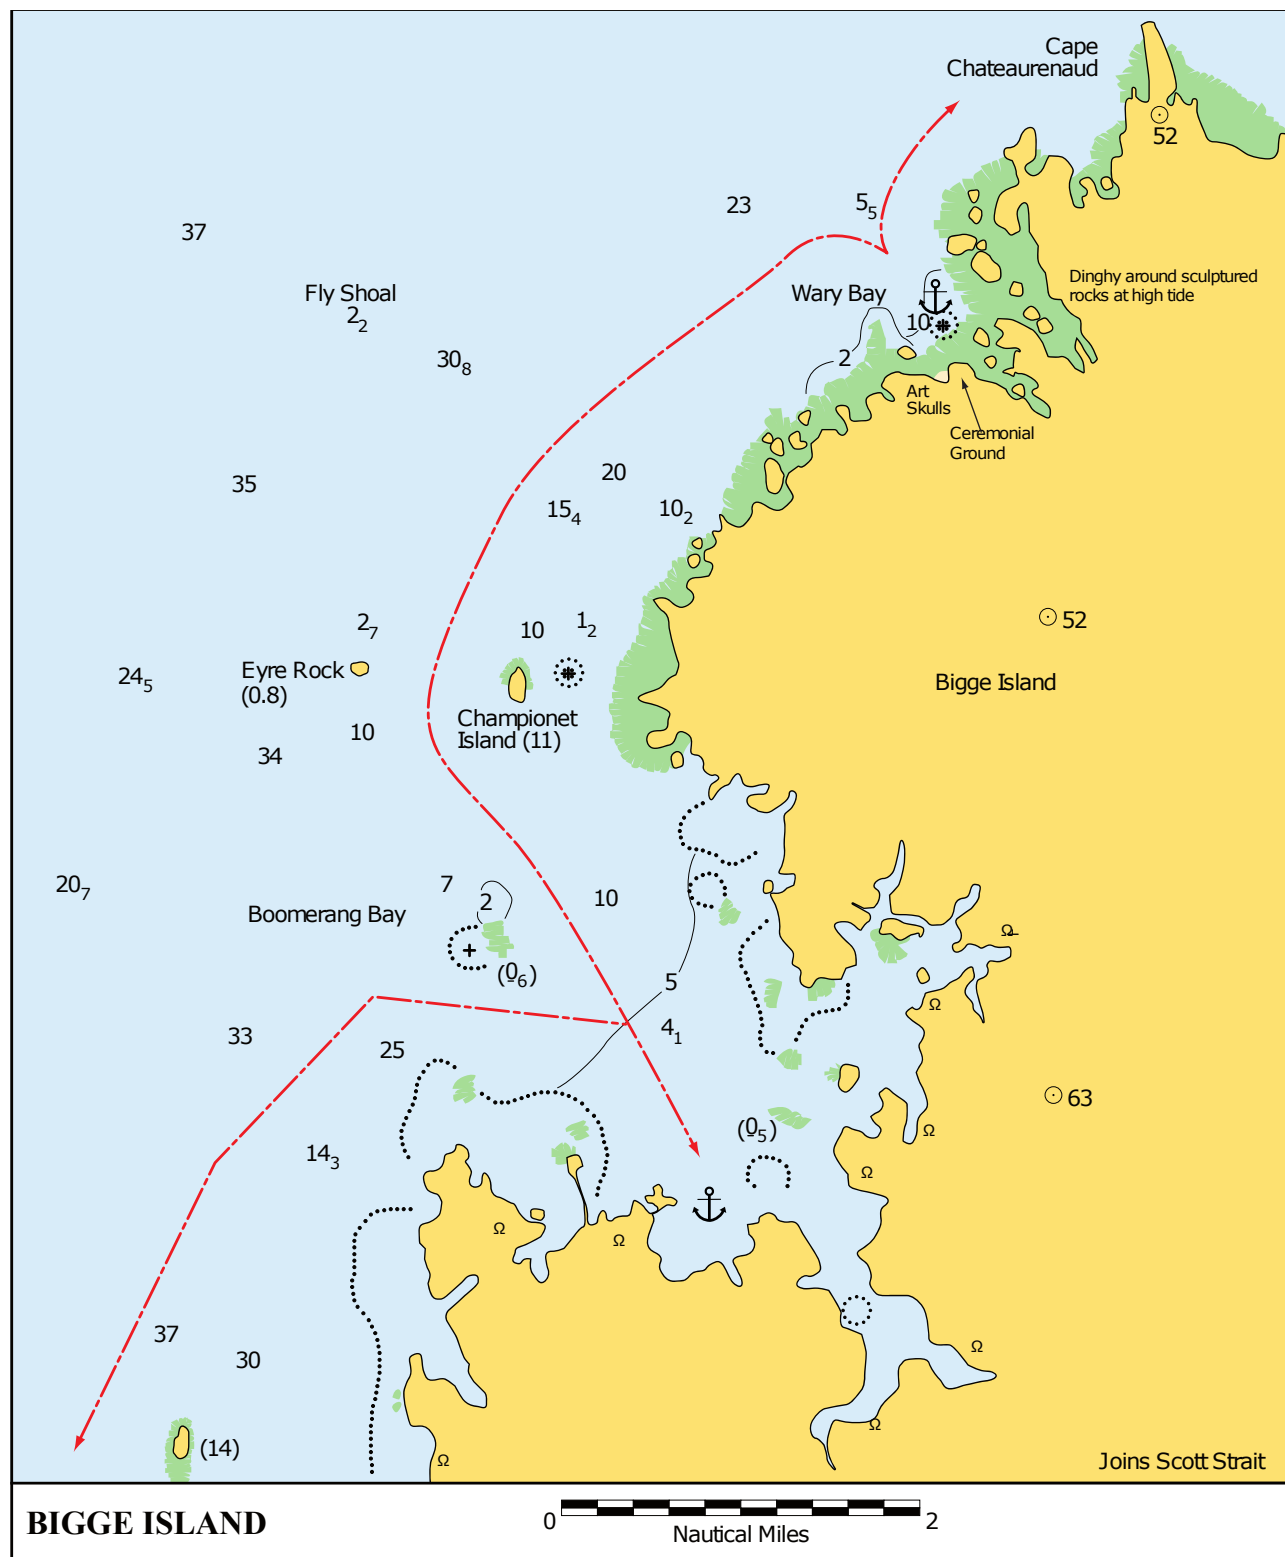 Cape
Chateaurenaud
52
23
5₅
37
Dinghy around sculptured
rocks at high tide
Fly Shoal
2₂
Wary Bay
10
30₈
2
Art
Skulls
Ceremonial
Ground
20
35
15₄
10₂
2₇
10
1₂
52
Eyre Rock
(0.8)
24₅
Bigge Island
Championet
Island (11)
10
34
20₇
7
2
10
Boomerang Bay
(0₆)
5
Ω
Ω
33
25
4₁
63
(0₅)
Ω
14₃
Ω
Ω
Ω
37
30
Ω
Ω
(14)
Ω
Joins Scott Strait
BIGGE ISLAND
0
2
Nautical Miles